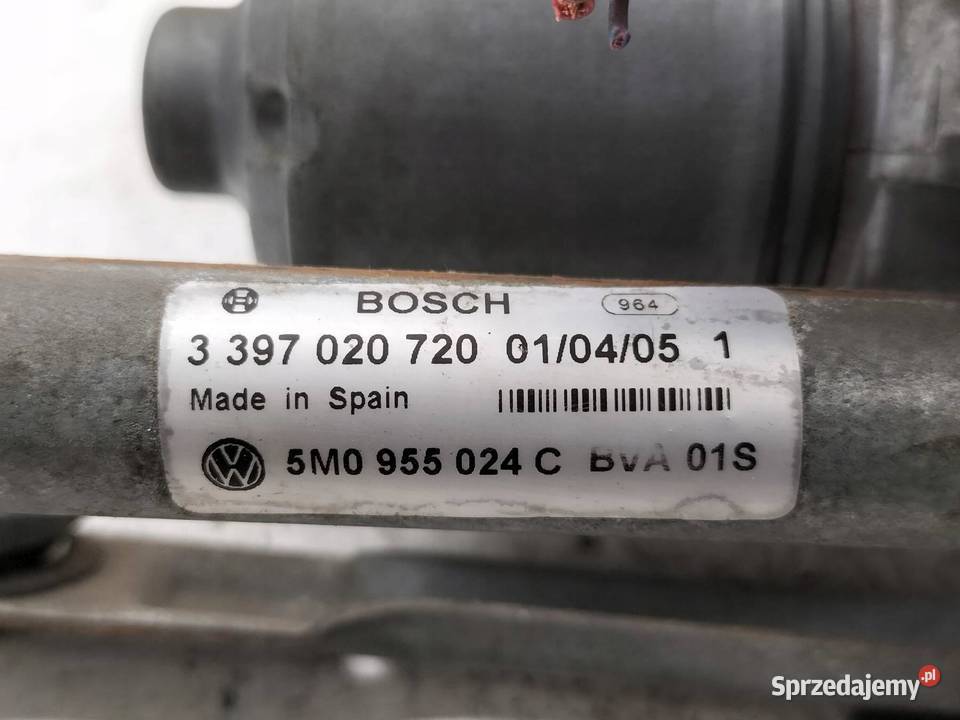 BOSCH 964
3 397 020 720 01/04/05 1
Made in Spain
5M0 955 024 C BVA 01S
Sprzedajemy.pl